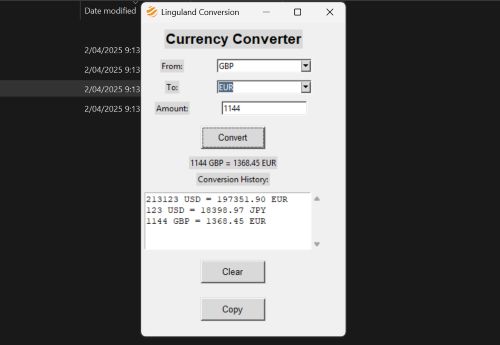 Date modified
2/04/2025 9:13
2/04/2025 9:13
2/04/2025 9:13
2/04/2025 9:13
Linguland Conversion
Currency Converter
From: GBP
To: EUR
Amount: 1144
Convert
1144 GBP = 1368.45 EUR
Conversion History:
213123 USD = 197351.90 EUR
123 USD = 18398.97 JPY
1144 GBP = 1368.45 EUR
Clear
Copy